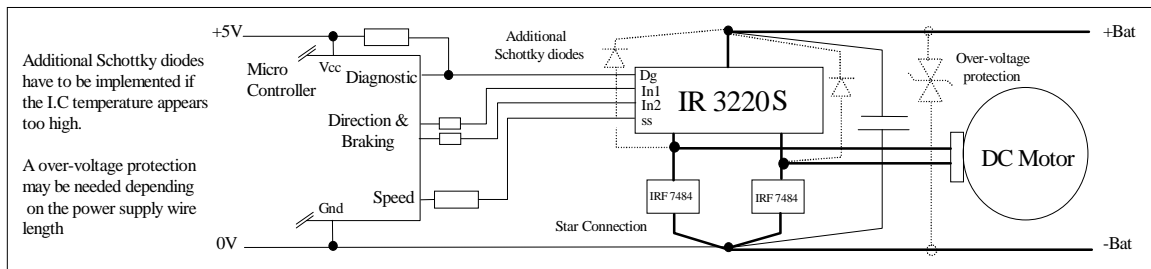 Additional Schottky diodes
have to be implemented if
the I.C temperature appears
too high.
A over-voltage protection
may be needed depending
on the power supply wire
length
+5V
Micro
Controller
Vcc
Diagnostic
Direction &
Braking
Speed
Gnd
0V
Additional
Schottky diodes
Dg
In1
In2
ss
IR 3220S
IRF 7484
IRF 7484
Star Connection
+Bat
Over-voltage
protection
DC Motor
-Bat